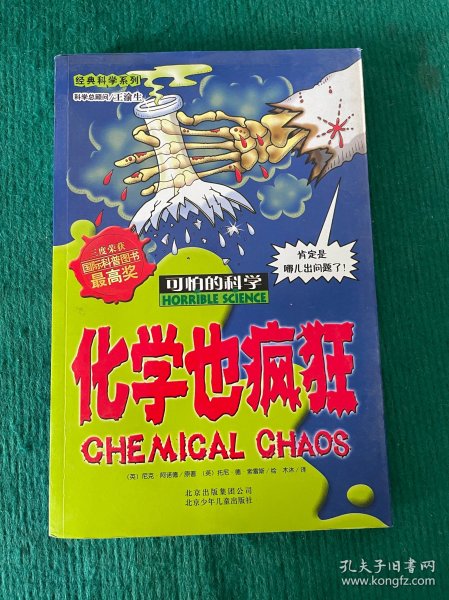 经典科学系列
科学总顾问/王渝生
三度荣获
国际科普图书
最高奖
肯定是
哪儿出问题了！
可怕的科学
HORRIBLE SCIENCE
化学也疯狂
CHEMICAL CHAOS
（英）尼克·阿诺德/原著 （英）托尼·德·索雷斯/绘 木沐/译
北京出版集团公司
北京少年儿童出版社
孔夫子旧书网
www.kongfz.com